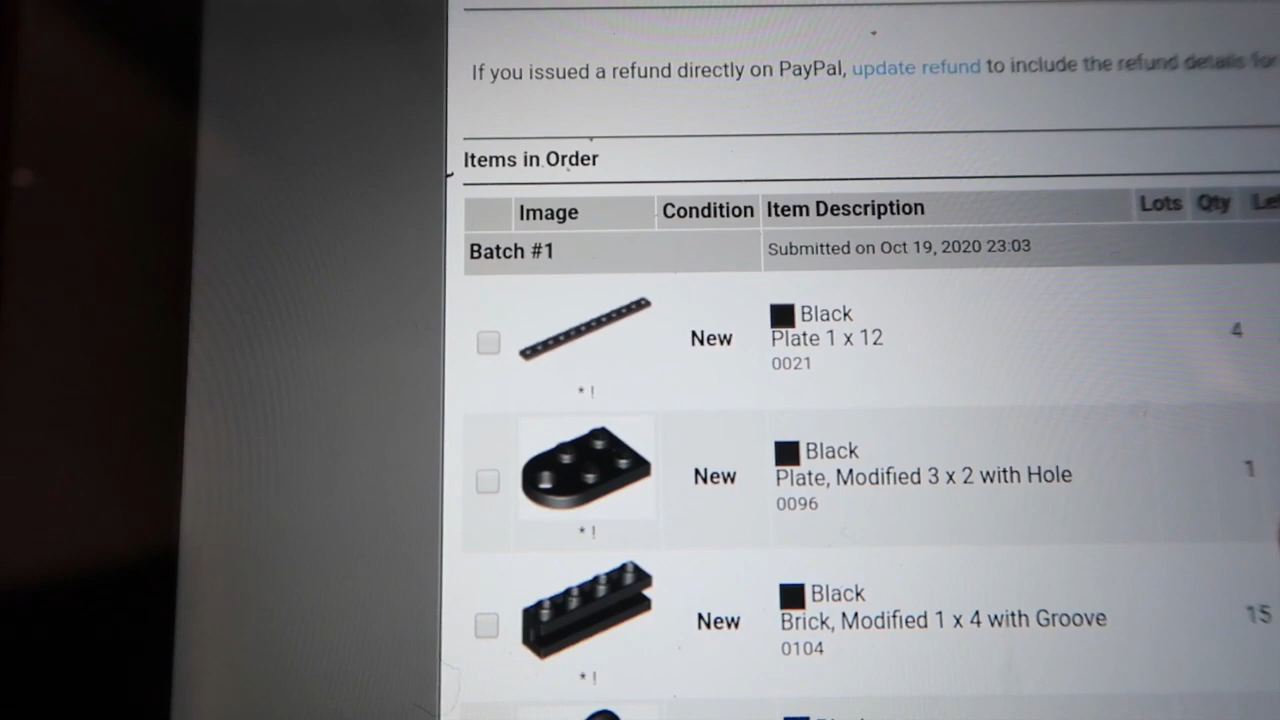 If you issued a refund directly on PayPal, update refund to include the refund details for
Items in Order
Image Condition Item Description Lots Qty
Batch #1 Submitted on Oct 19, 2020 23:03
Black
New Plate 1 x 12 4
0021
* !
Black
New Plate, Modified 3 x 2 with Hole 1
0096
* !
Black
New Brick, Modified 1 x 4 with Groove 15
0104
* !